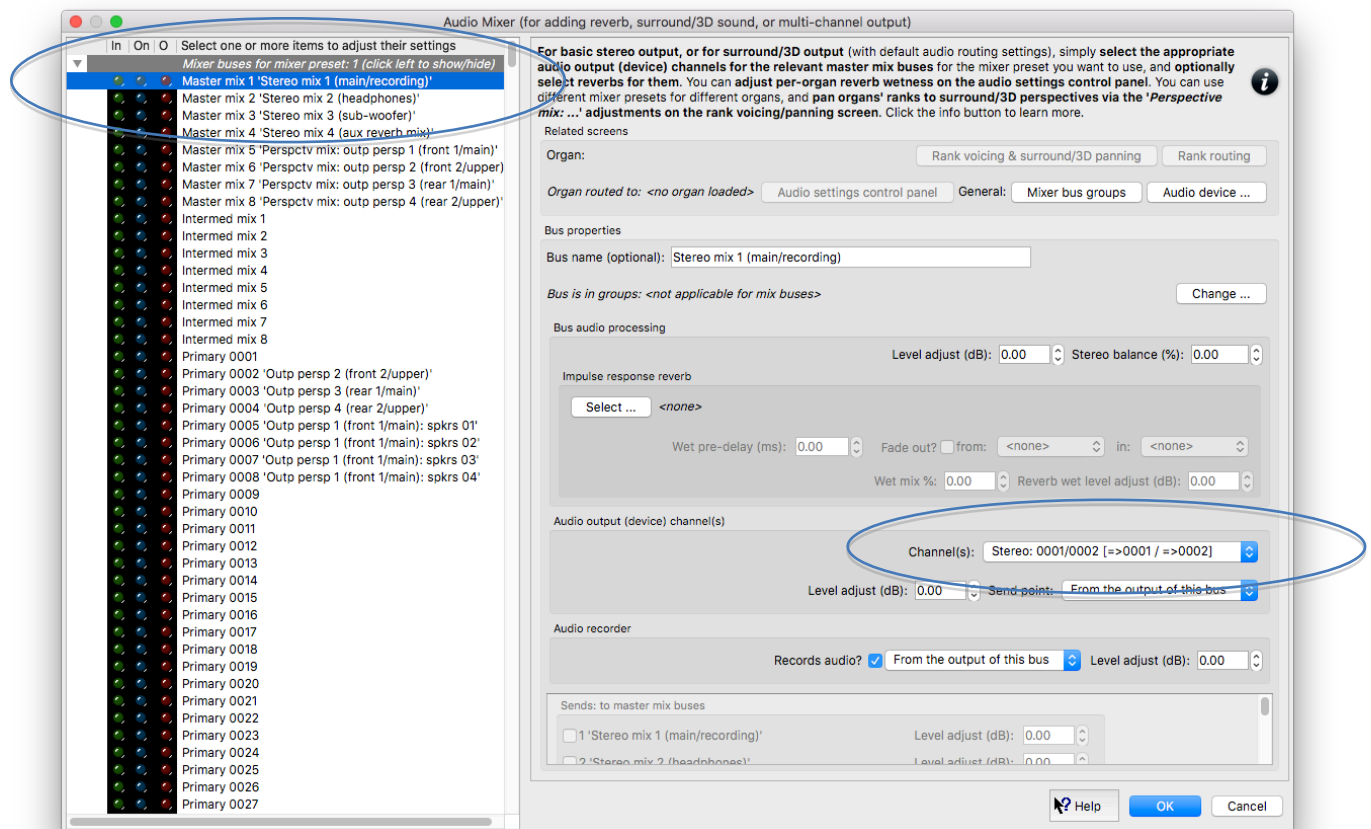 Audio Mixer (for adding reverb, surround/3D sound, or multi-channel output)
In On O Select one or more items to adjust their settings
Mixer buses for mixer preset: 1 (click left to show/hide)
Master mix 1 'Stereo mix 1 (main/recording)'
Master mix 2 'Stereo mix 2 (headphones)'
Master mix 3 'Stereo mix 3 (sub-woofer)'
Master mix 4 'Stereo mix 4 (aux reverb mix)'
Master mix 5 'Perspctv mix: outp persp 1 (front 1/main)'
Master mix 6 'Perspctv mix: outp persp 2 (front 2/upper)
Master mix 7 'Perspctv mix: outp persp 3 (rear 1/main)'
Master mix 8 'Perspctv mix: outp persp 4 (rear 2/upper)'
Intermed mix 1
Intermed mix 2
Intermed mix 3
Intermed mix 4
Intermed mix 5
Intermed mix 6
Intermed mix 7
Intermed mix 8
Primary 0001
Primary 0002 'Outp persp 2 (front 2/upper)'
Primary 0003 'Outp persp 3 (rear 1/main)'
Primary 0004 'Outp persp 4 (rear 2/upper)'
Primary 0005 'Outp persp 1 (front 1/main): spkrs 01'
Primary 0006 'Outp persp 1 (front 1/main): spkrs 02'
Primary 0007 'Outp persp 1 (front 1/main): spkrs 03'
Primary 0008 'Outp persp 1 (front 1/main): spkrs 04'
Primary 0009
Primary 0010
Primary 0011
Primary 0012
Primary 0013
Primary 0014
Primary 0015
Primary 0016
Primary 0017
Primary 0018
Primary 0019
Primary 0020
Primary 0021
Primary 0022
Primary 0023
Primary 0024
Primary 0025
Primary 0026
Primary 0027
For basic stereo output, or for surround/3D output (with default audio routing settings), simply select the appropriate
audio output (device) channels for the relevant master mix buses for the mixer preset you want to use, and optionally
select reverbs for them. You can adjust per-organ reverb wetness on the audio settings control panel. You can use
different mixer presets for different organs, and pan organs' ranks to surround/3D perspectives via the 'Perspective
mix: ...' adjustments on the rank voicing/panning screen. Click the info button to learn more.
Related screens
Organ: Rank voicing & surround/3D panning Rank routing
Organ routed to: <no organ loaded> Audio settings control panel General: Mixer bus groups Audio device ...
Bus properties
Bus name (optional): Stereo mix 1 (main/recording)
Bus is in groups: <not applicable for mix buses> Change ...
Bus audio processing
Level adjust (dB): 0.00 Stereo balance (%): 0.00
Impulse response reverb
Select ... <none>
Wet pre-delay (ms): 0.00 Fade out? from: <none> in: <none>
Wet mix %: 0.00 Reverb wet level adjust (dB): 0.00
Audio output (device) channel(s)
Channel(s): Stereo: 0001/0002 [=>0001 / =>0002]
Level adjust (dB): 0.00 Send point: From the output of this bus
Audio recorder
Records audio? From the output of this bus Level adjust (dB): 0.00
Sends: to master mix buses
1 'Stereo mix 1 (main/recording)' Level adjust (dB): 0.00
2 'Stereo mix 2 (headphones)' Level adjust (dB): 0.00
Help OK Cancel